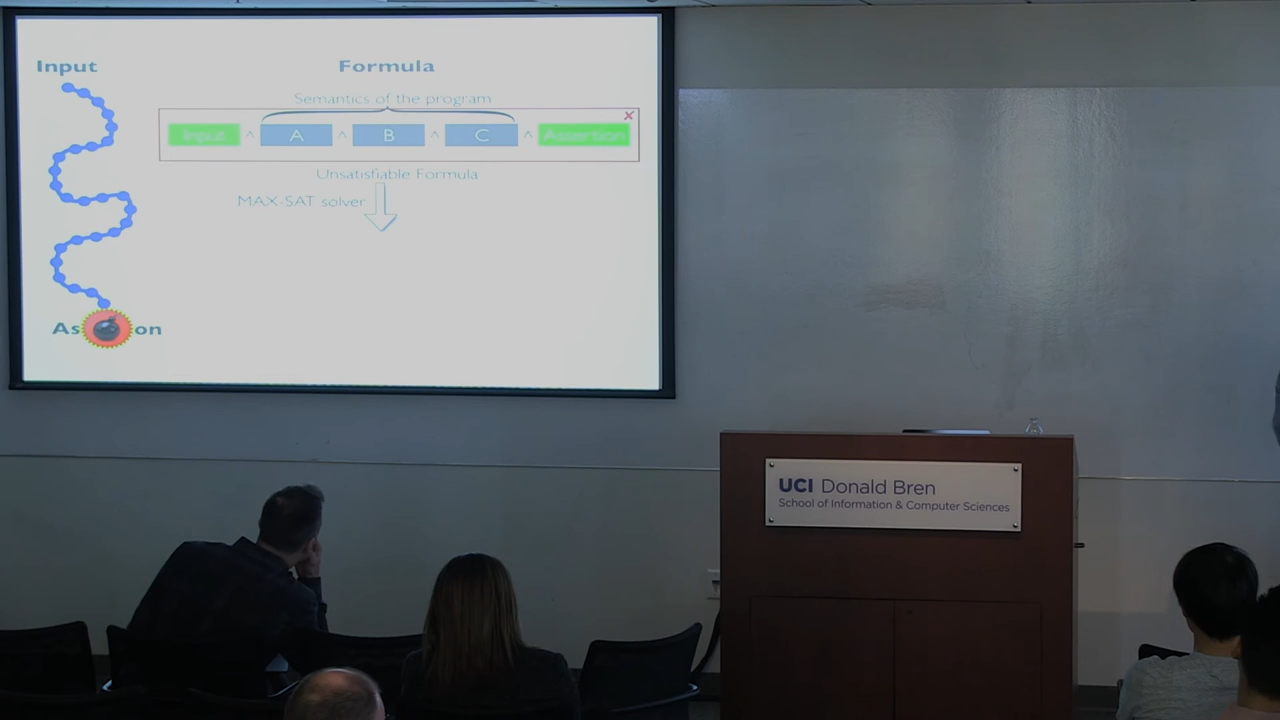 Input
Formula
Semantics of the program
Input ^ A ^ B ^ C ^ Assertion
Unsatisfiable Formula
MAX-SAT solver
As on
UCI Donald Bren
School of Information & Computer Sciences